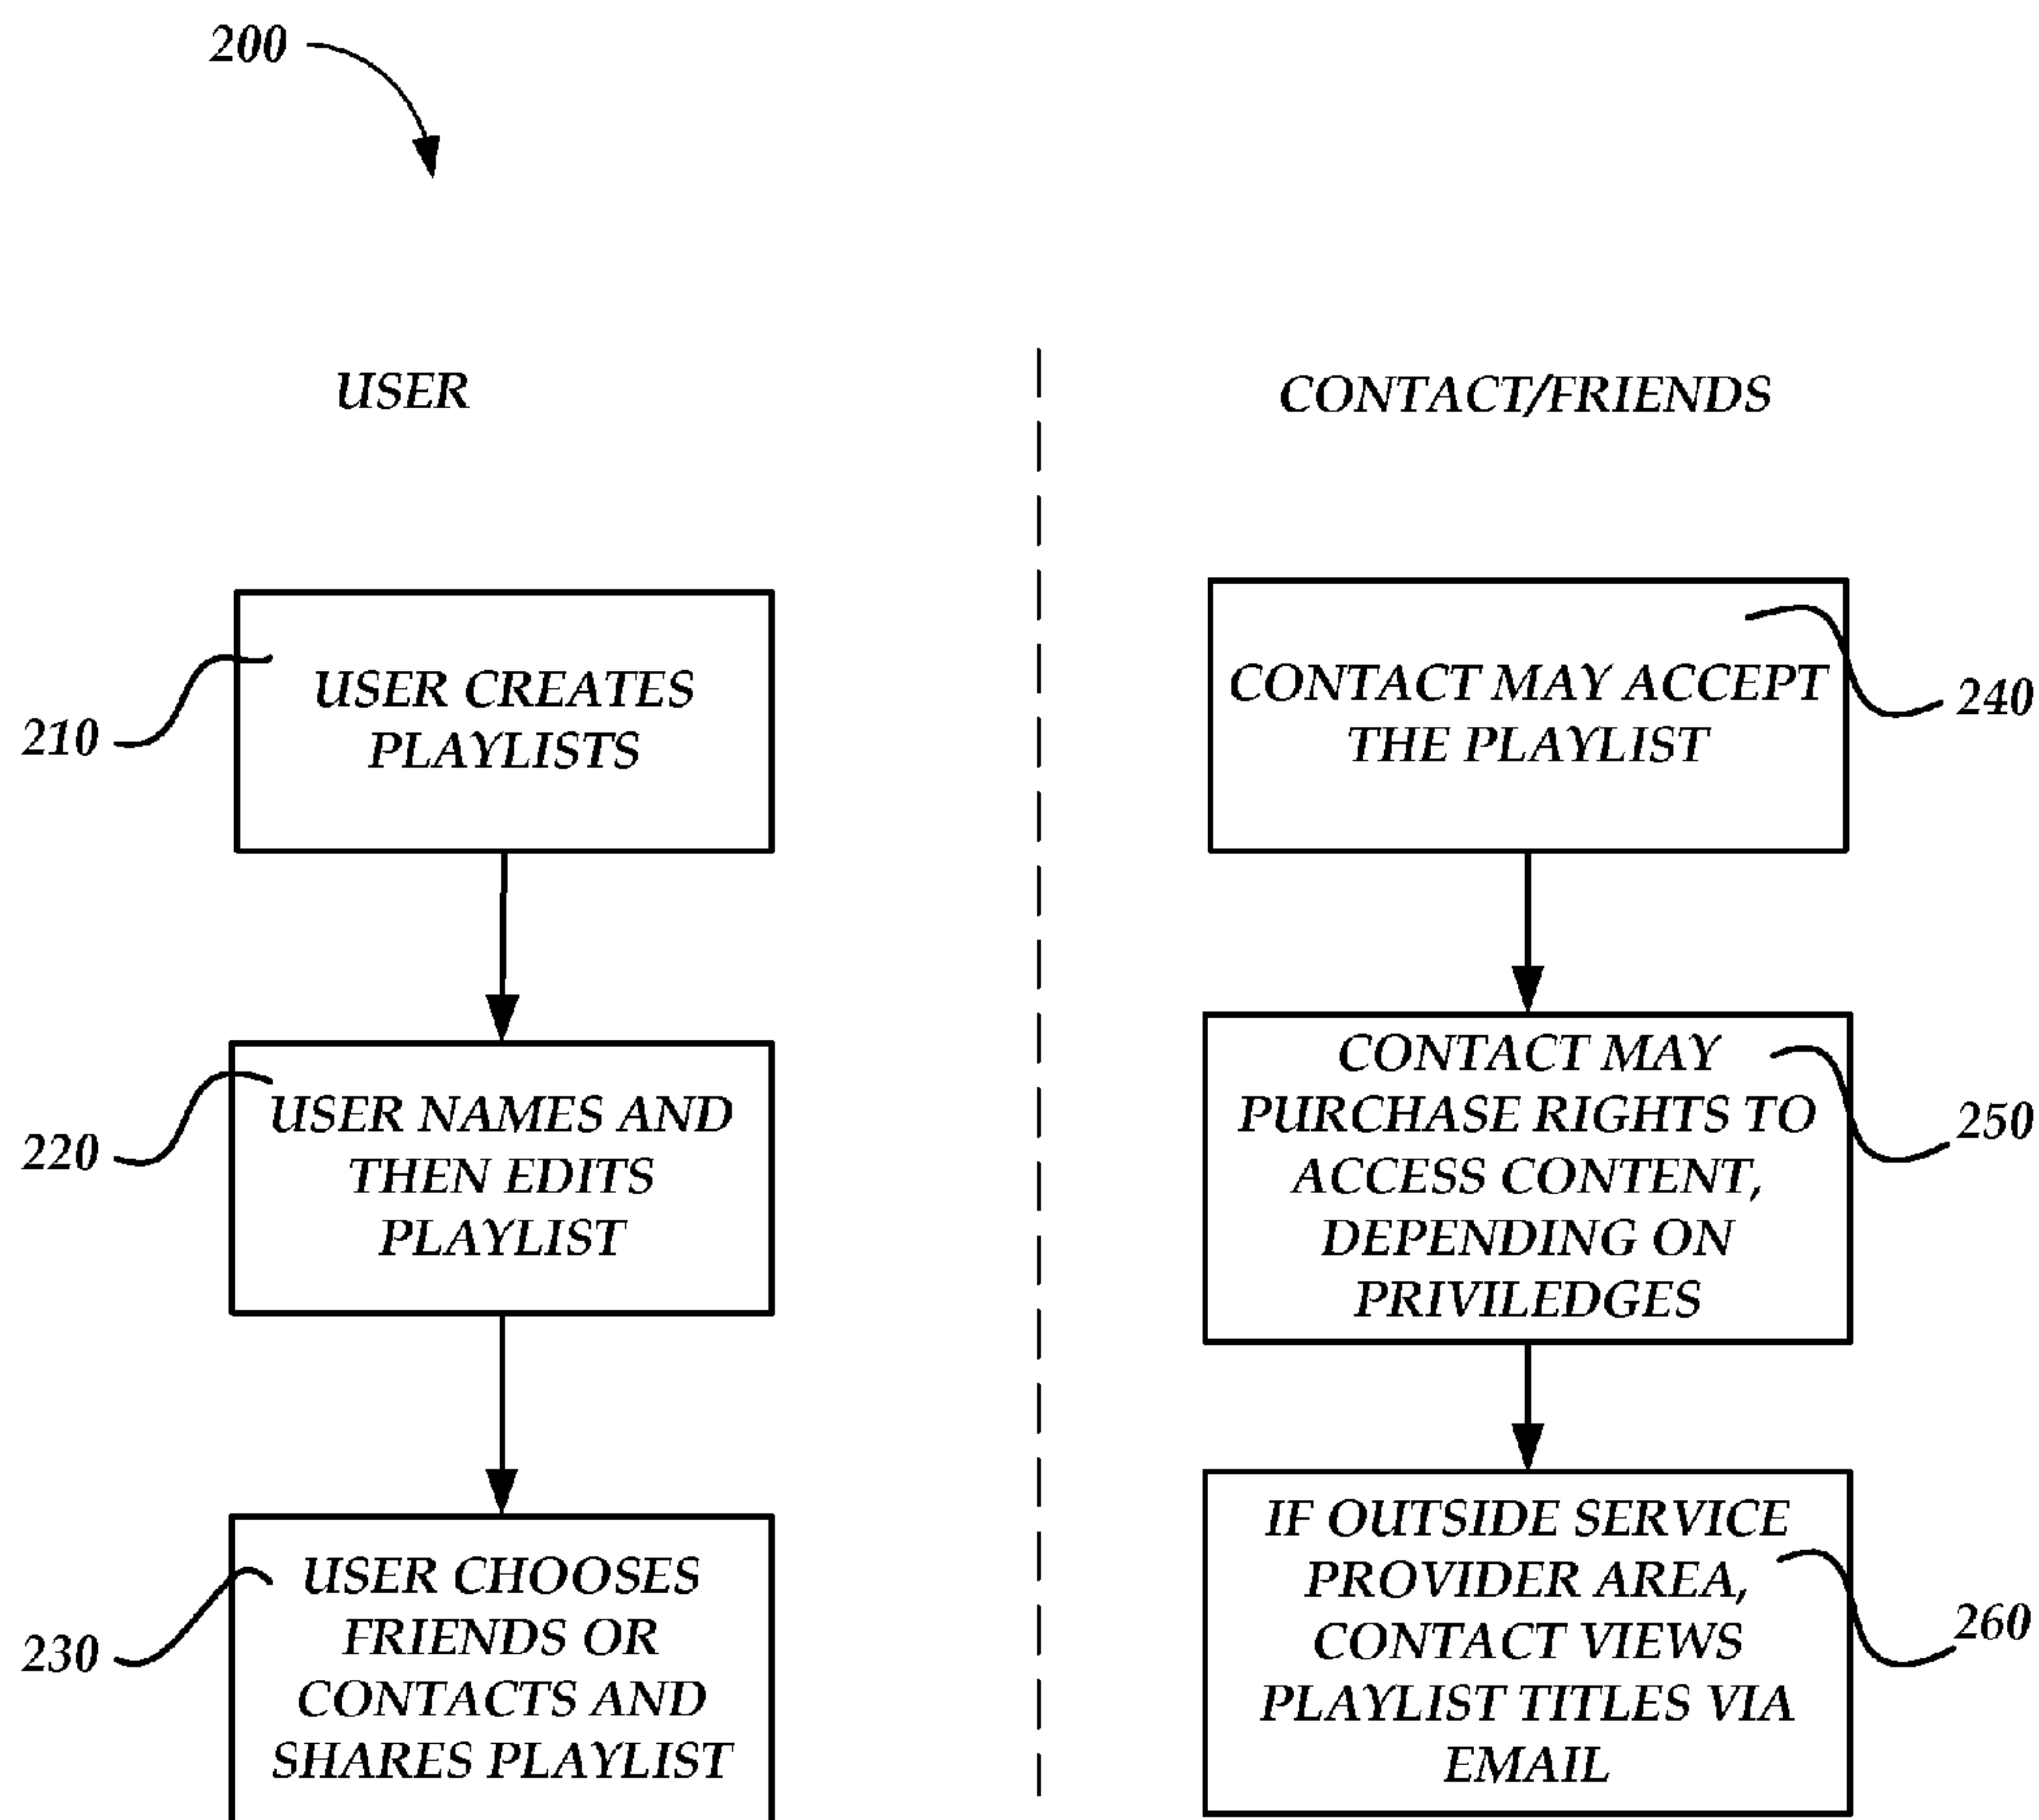 200
USER
CONTACT/FRIENDS
210
USER CREATES
PLAYLISTS
220
USER NAMES AND
THEN EDITS
PLAYLIST
230
USER CHOOSES
FRIENDS OR
CONTACTS AND
SHARES PLAYLIST
CONTACT MAY ACCEPT
THE PLAYLIST
240
CONTACT MAY
PURCHASE RIGHTS TO
ACCESS CONTENT,
DEPENDING ON
PRIVILEDGES
250
IF OUTSIDE SERVICE
PROVIDER AREA,
CONTACT VIEWS
PLAYLIST TITLES VIA
EMAIL
260